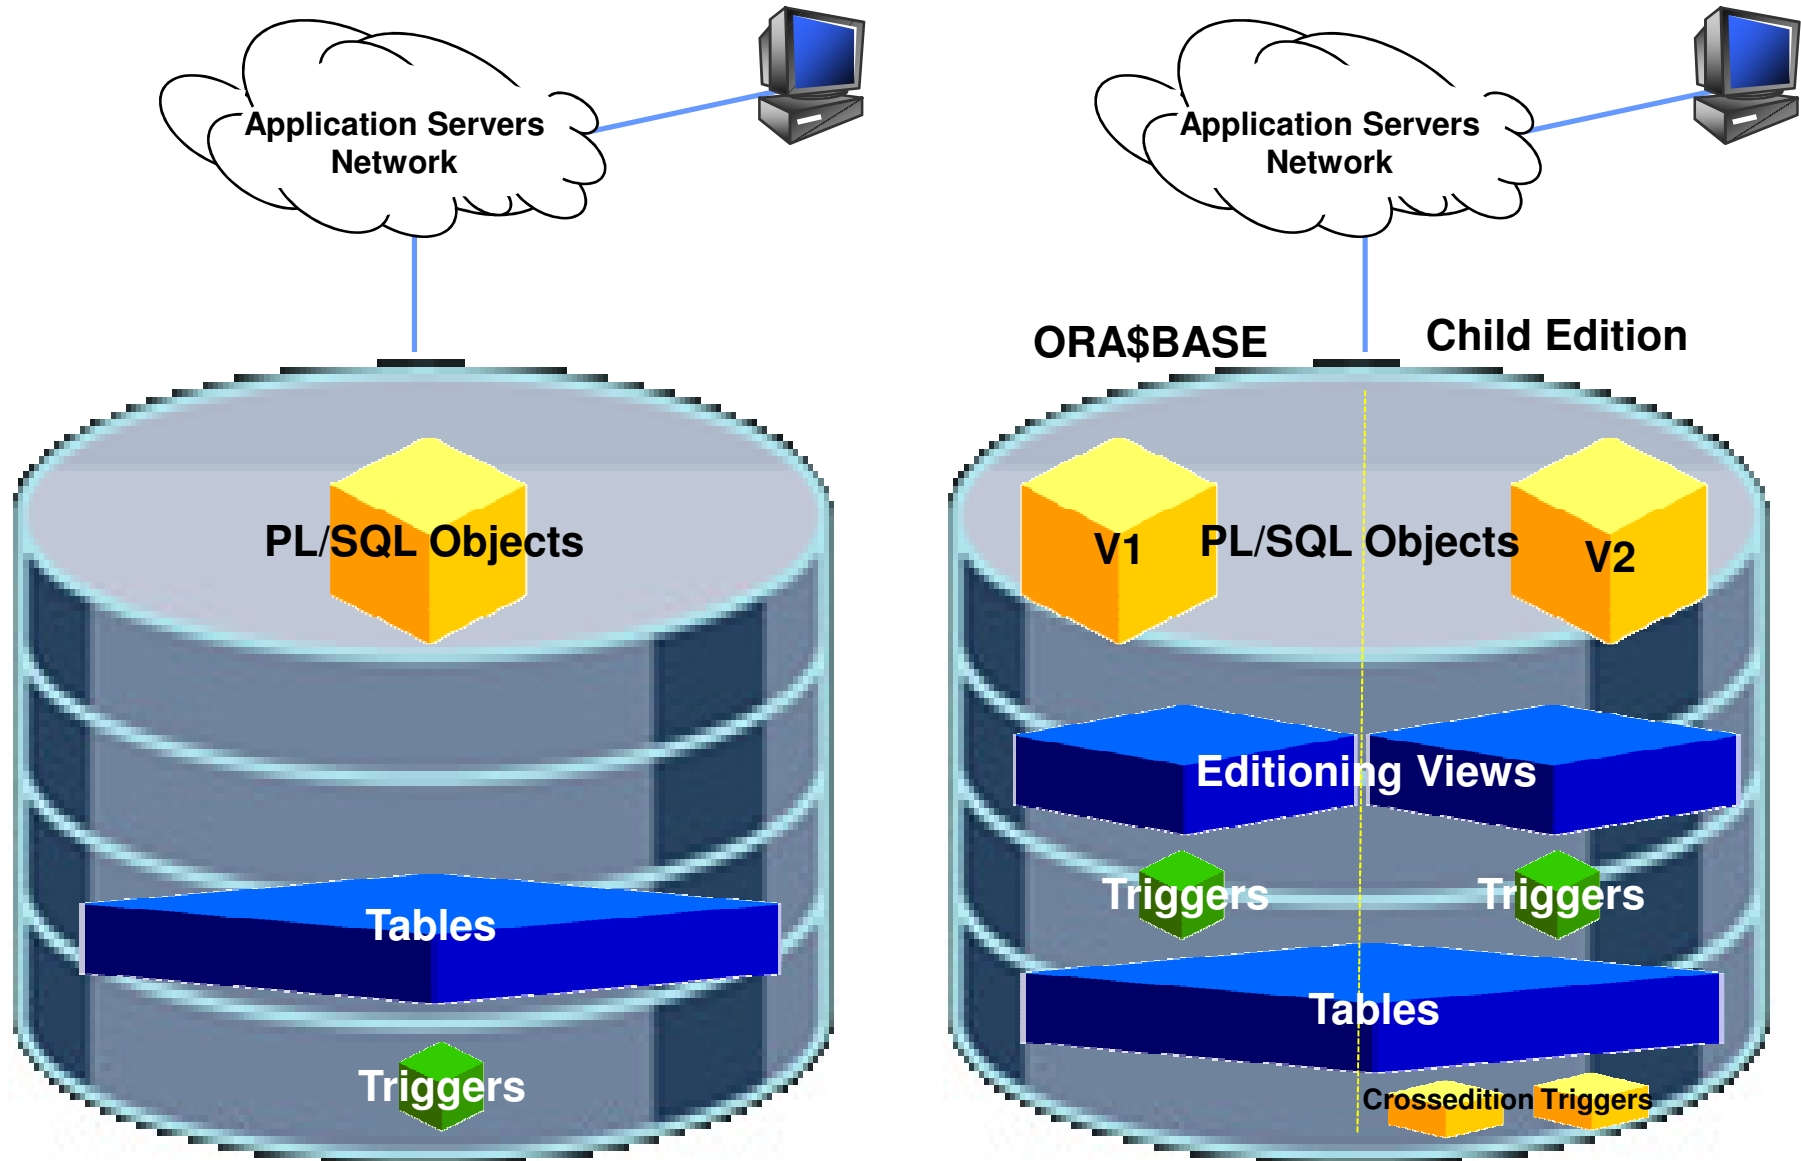 Application Servers
Network
PL/SQL Objects
Tables
Triggers
Application Servers
Network
ORA$BASE
Child Edition
V1
PL/SQL Objects
V2
Editioning Views
Triggers
Triggers
Tables
Crossedition Triggers